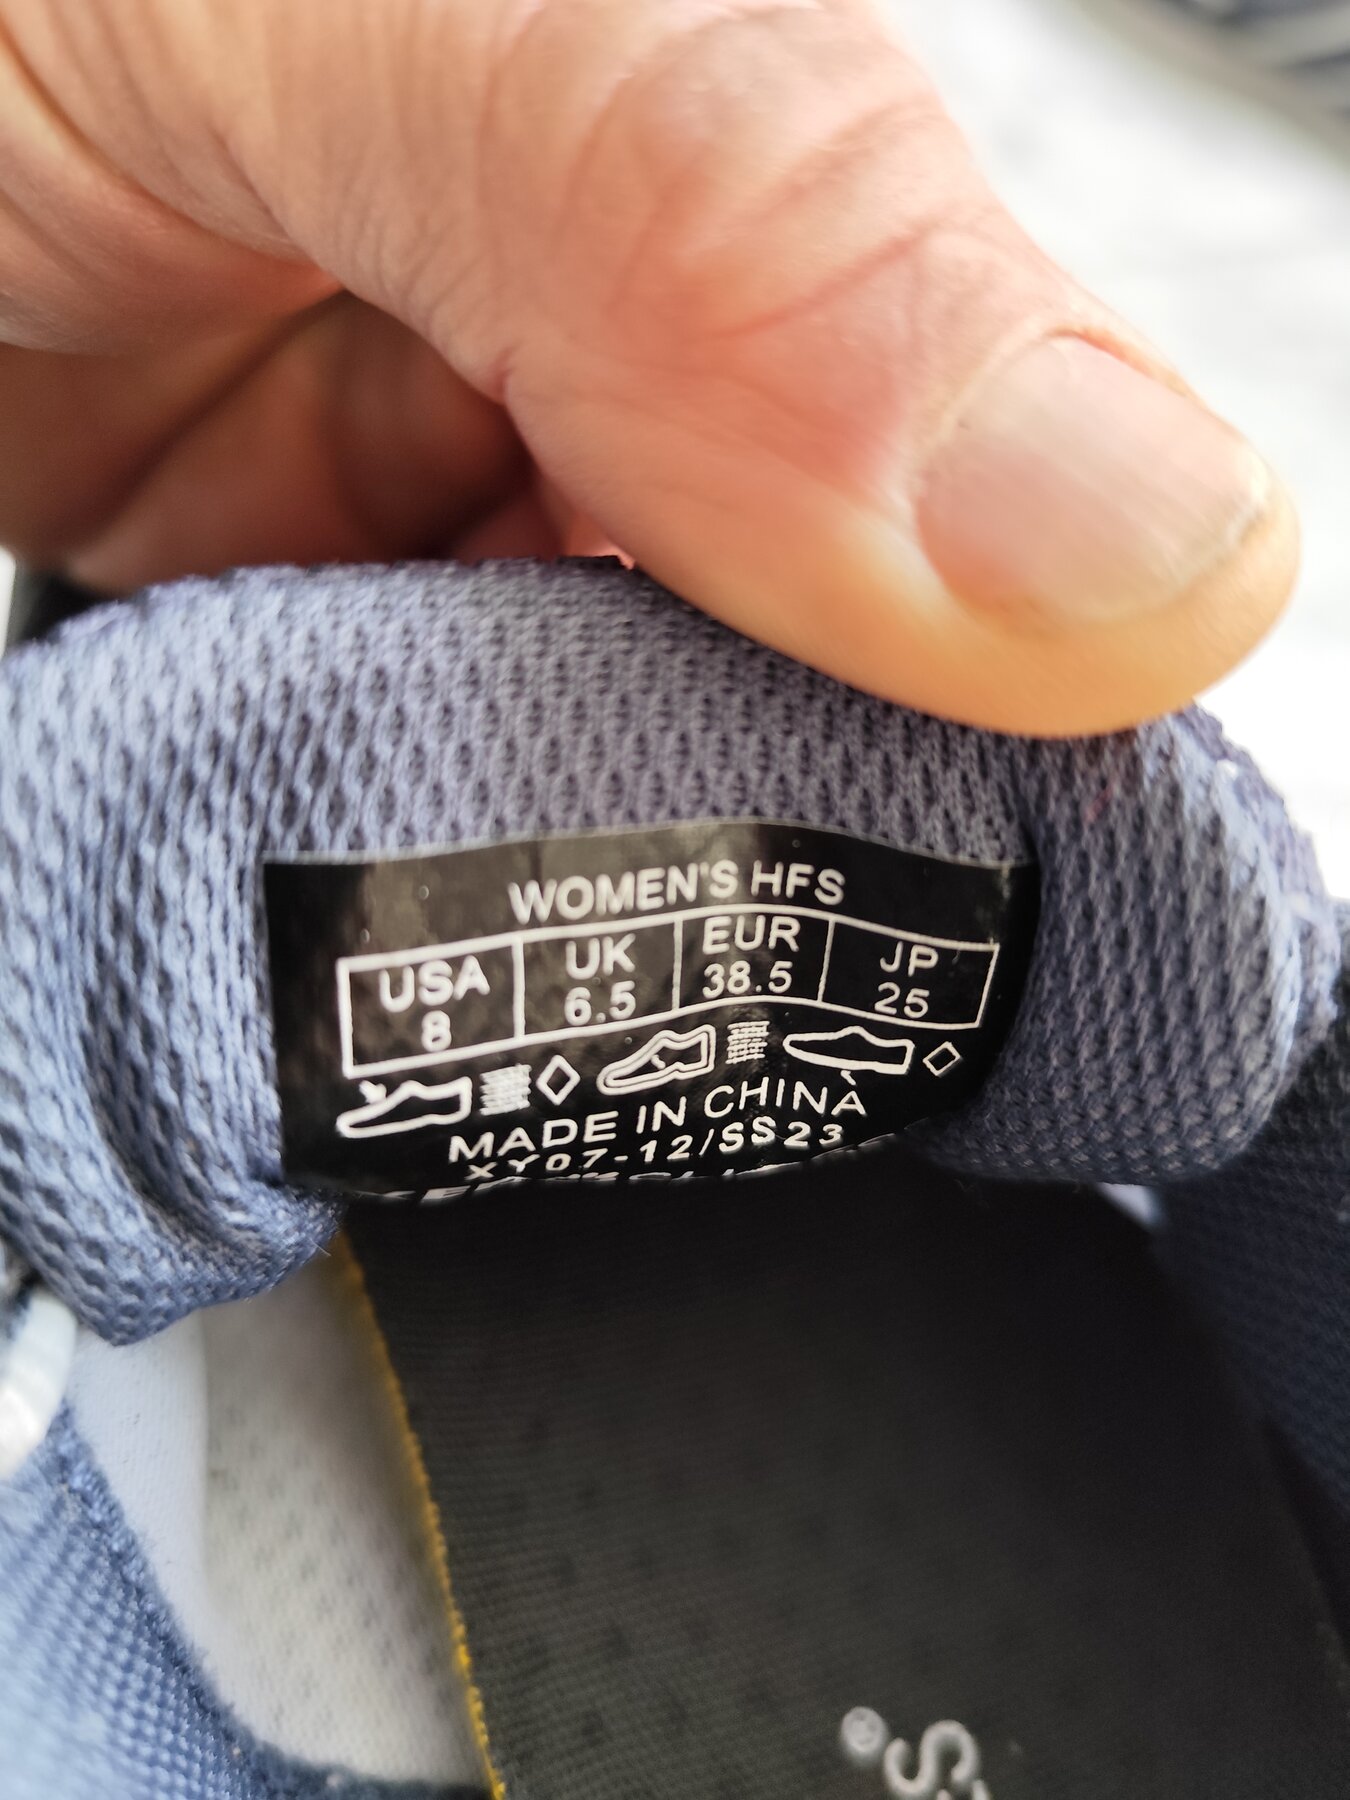 WOMEN'S HFS
USA UK EUR JP
8 6.5 38.5 25
MADE IN CHINA
XY07-12/SS23
S®